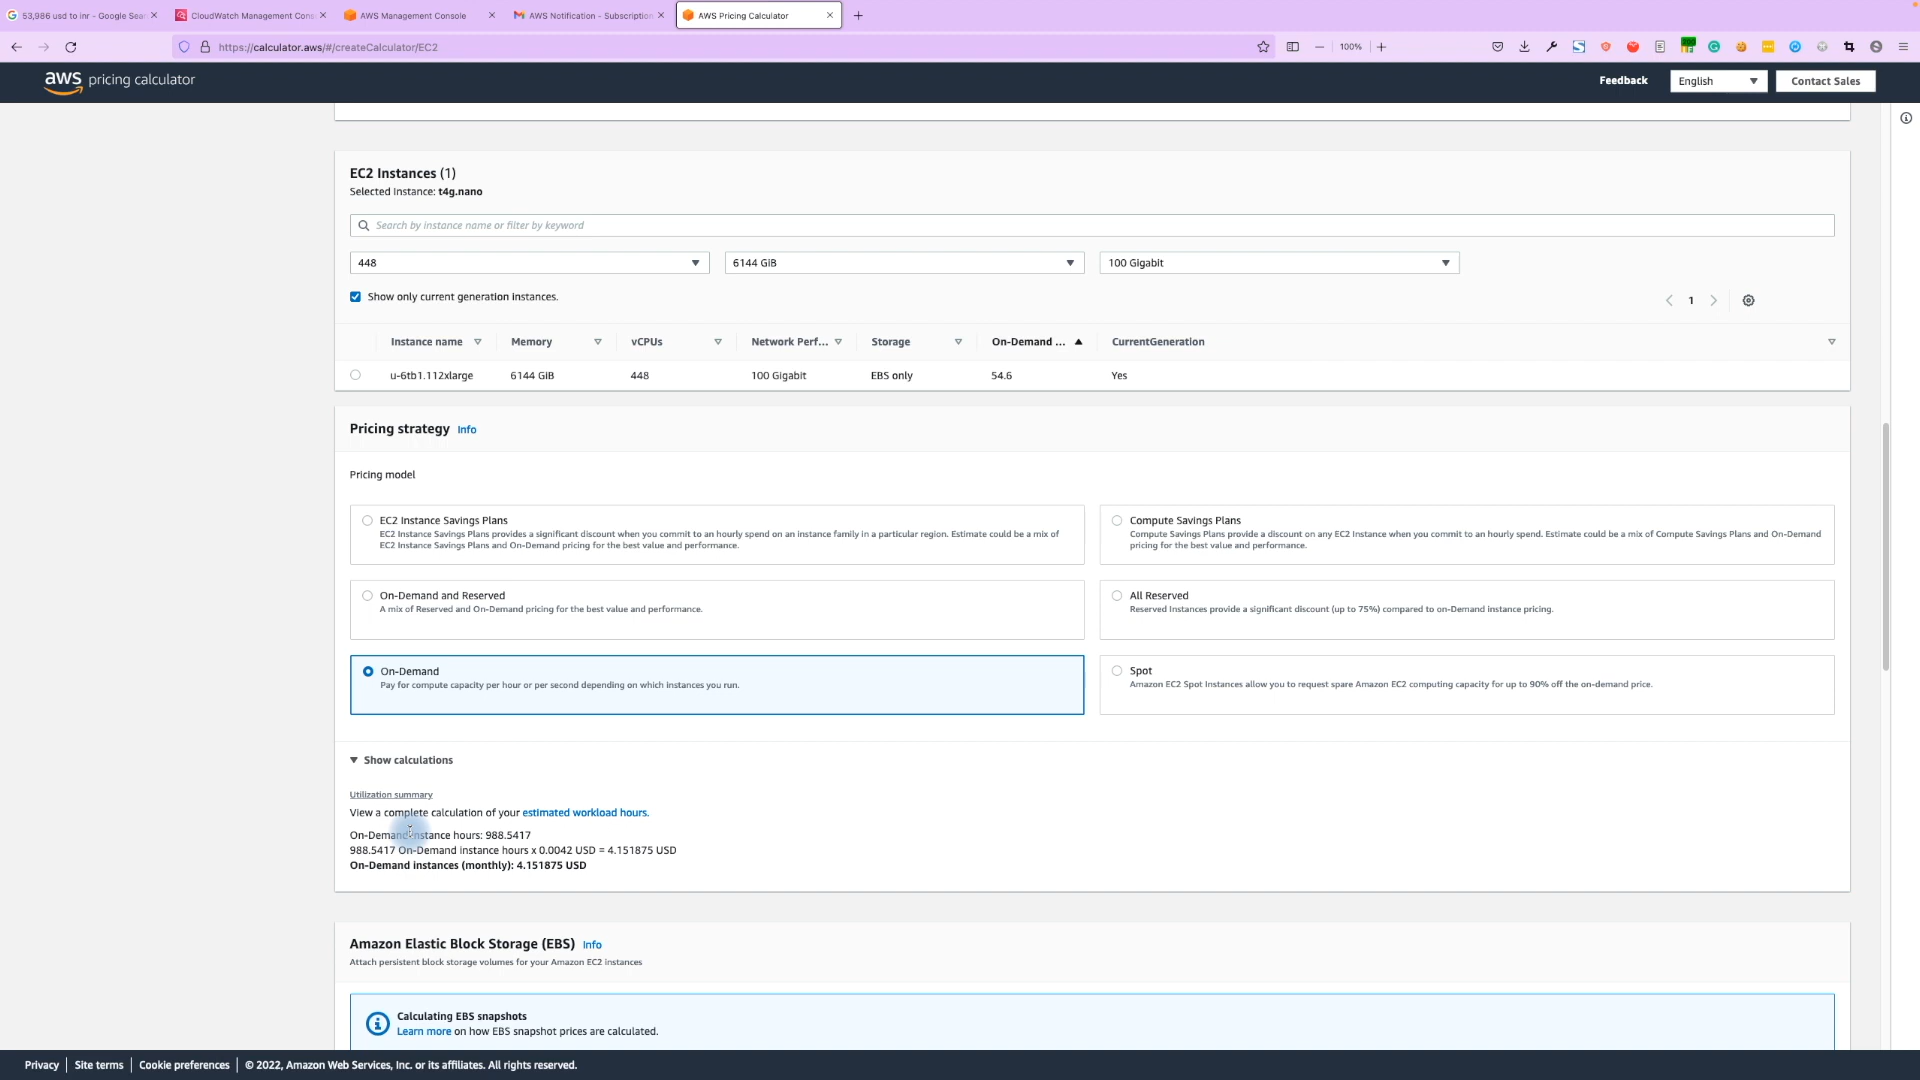 53,986 usd to inr - Google Sear
CloudWatch Management Cons
AWS Management Console
AWS Notification - Subscription
AWS Pricing Calculator
https://calculator.aws/#/createCalculator/EC2
100%
aws pricing calculator
Feedback
English
Contact Sales
EC2 Instances (1)
Selected Instance: t4g.nano
Search by instance name or filter by keyword
448
6144 GiB
100 Gigabit
Show only current generation instances.
1
Instance name
Memory
vCPUs
Network Perf...
Storage
On-Demand ...
CurrentGeneration
u-6tb1.112xlarge
6144 GiB
448
100 Gigabit
EBS only
54.6
Yes
Pricing strategy Info
Pricing model
EC2 Instance Savings Plans
EC2 Instance Savings Plans provides a significant discount when you commit to an hourly spend on an instance family in a particular region. Estimate could be a mix of
EC2 Instance Savings Plans and On-Demand pricing for the best value and performance.
Compute Savings Plans
Compute Savings Plans provide a discount on any EC2 Instance when you commit to an hourly spend. Estimate could be a mix of Compute Savings Plans and On-Demand
pricing for the best value and performance.
On-Demand and Reserved
A mix of Reserved and On-Demand pricing for the best value and performance.
All Reserved
Reserved Instances provide a significant discount (up to 75%) compared to on-Demand instance pricing.
On-Demand
Pay for compute capacity per hour or per second depending on which instances you run.
Spot
Amazon EC2 Spot Instances allow you to request spare Amazon EC2 computing capacity for up to 90% off the on-demand price.
Show calculations
Utilization summary
View a complete calculation of your estimated workload hours.
On-Demand instance hours: 988.5417
988.5417 On-Demand instance hours x 0.0042 USD = 4.151875 USD
On-Demand instances (monthly): 4.151875 USD
Amazon Elastic Block Storage (EBS) Info
Attach persistent block storage volumes for your Amazon EC2 instances
Calculating EBS snapshots
Learn more on how EBS snapshot prices are calculated.
Privacy
Site terms
Cookie preferences
© 2022, Amazon Web Services, Inc. or its affiliates. All rights reserved.